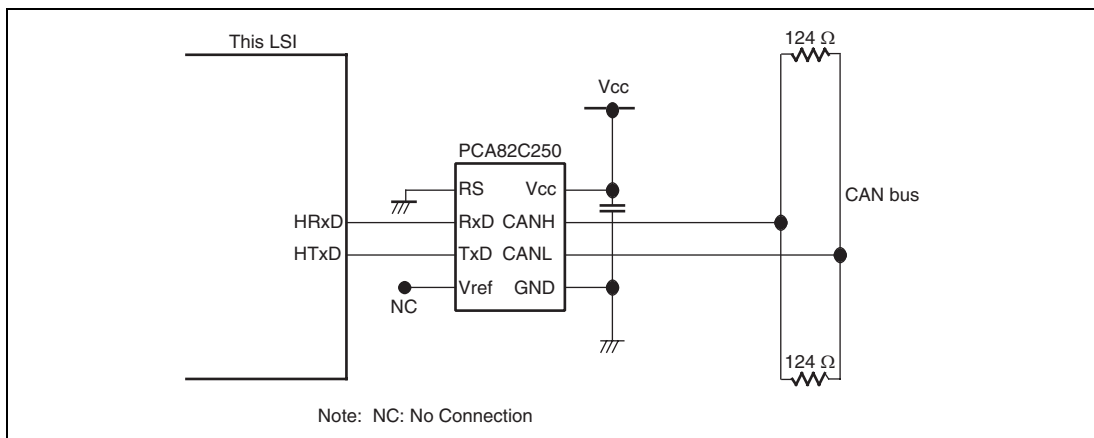 This LSI
124 Ω
Vcc
PCA82C250
RS
Vcc
CAN bus
HRxD
RxD
CANH
HTxD
TxD
CANL
Vref
GND
NC
124 Ω
Note: NC: No Connection